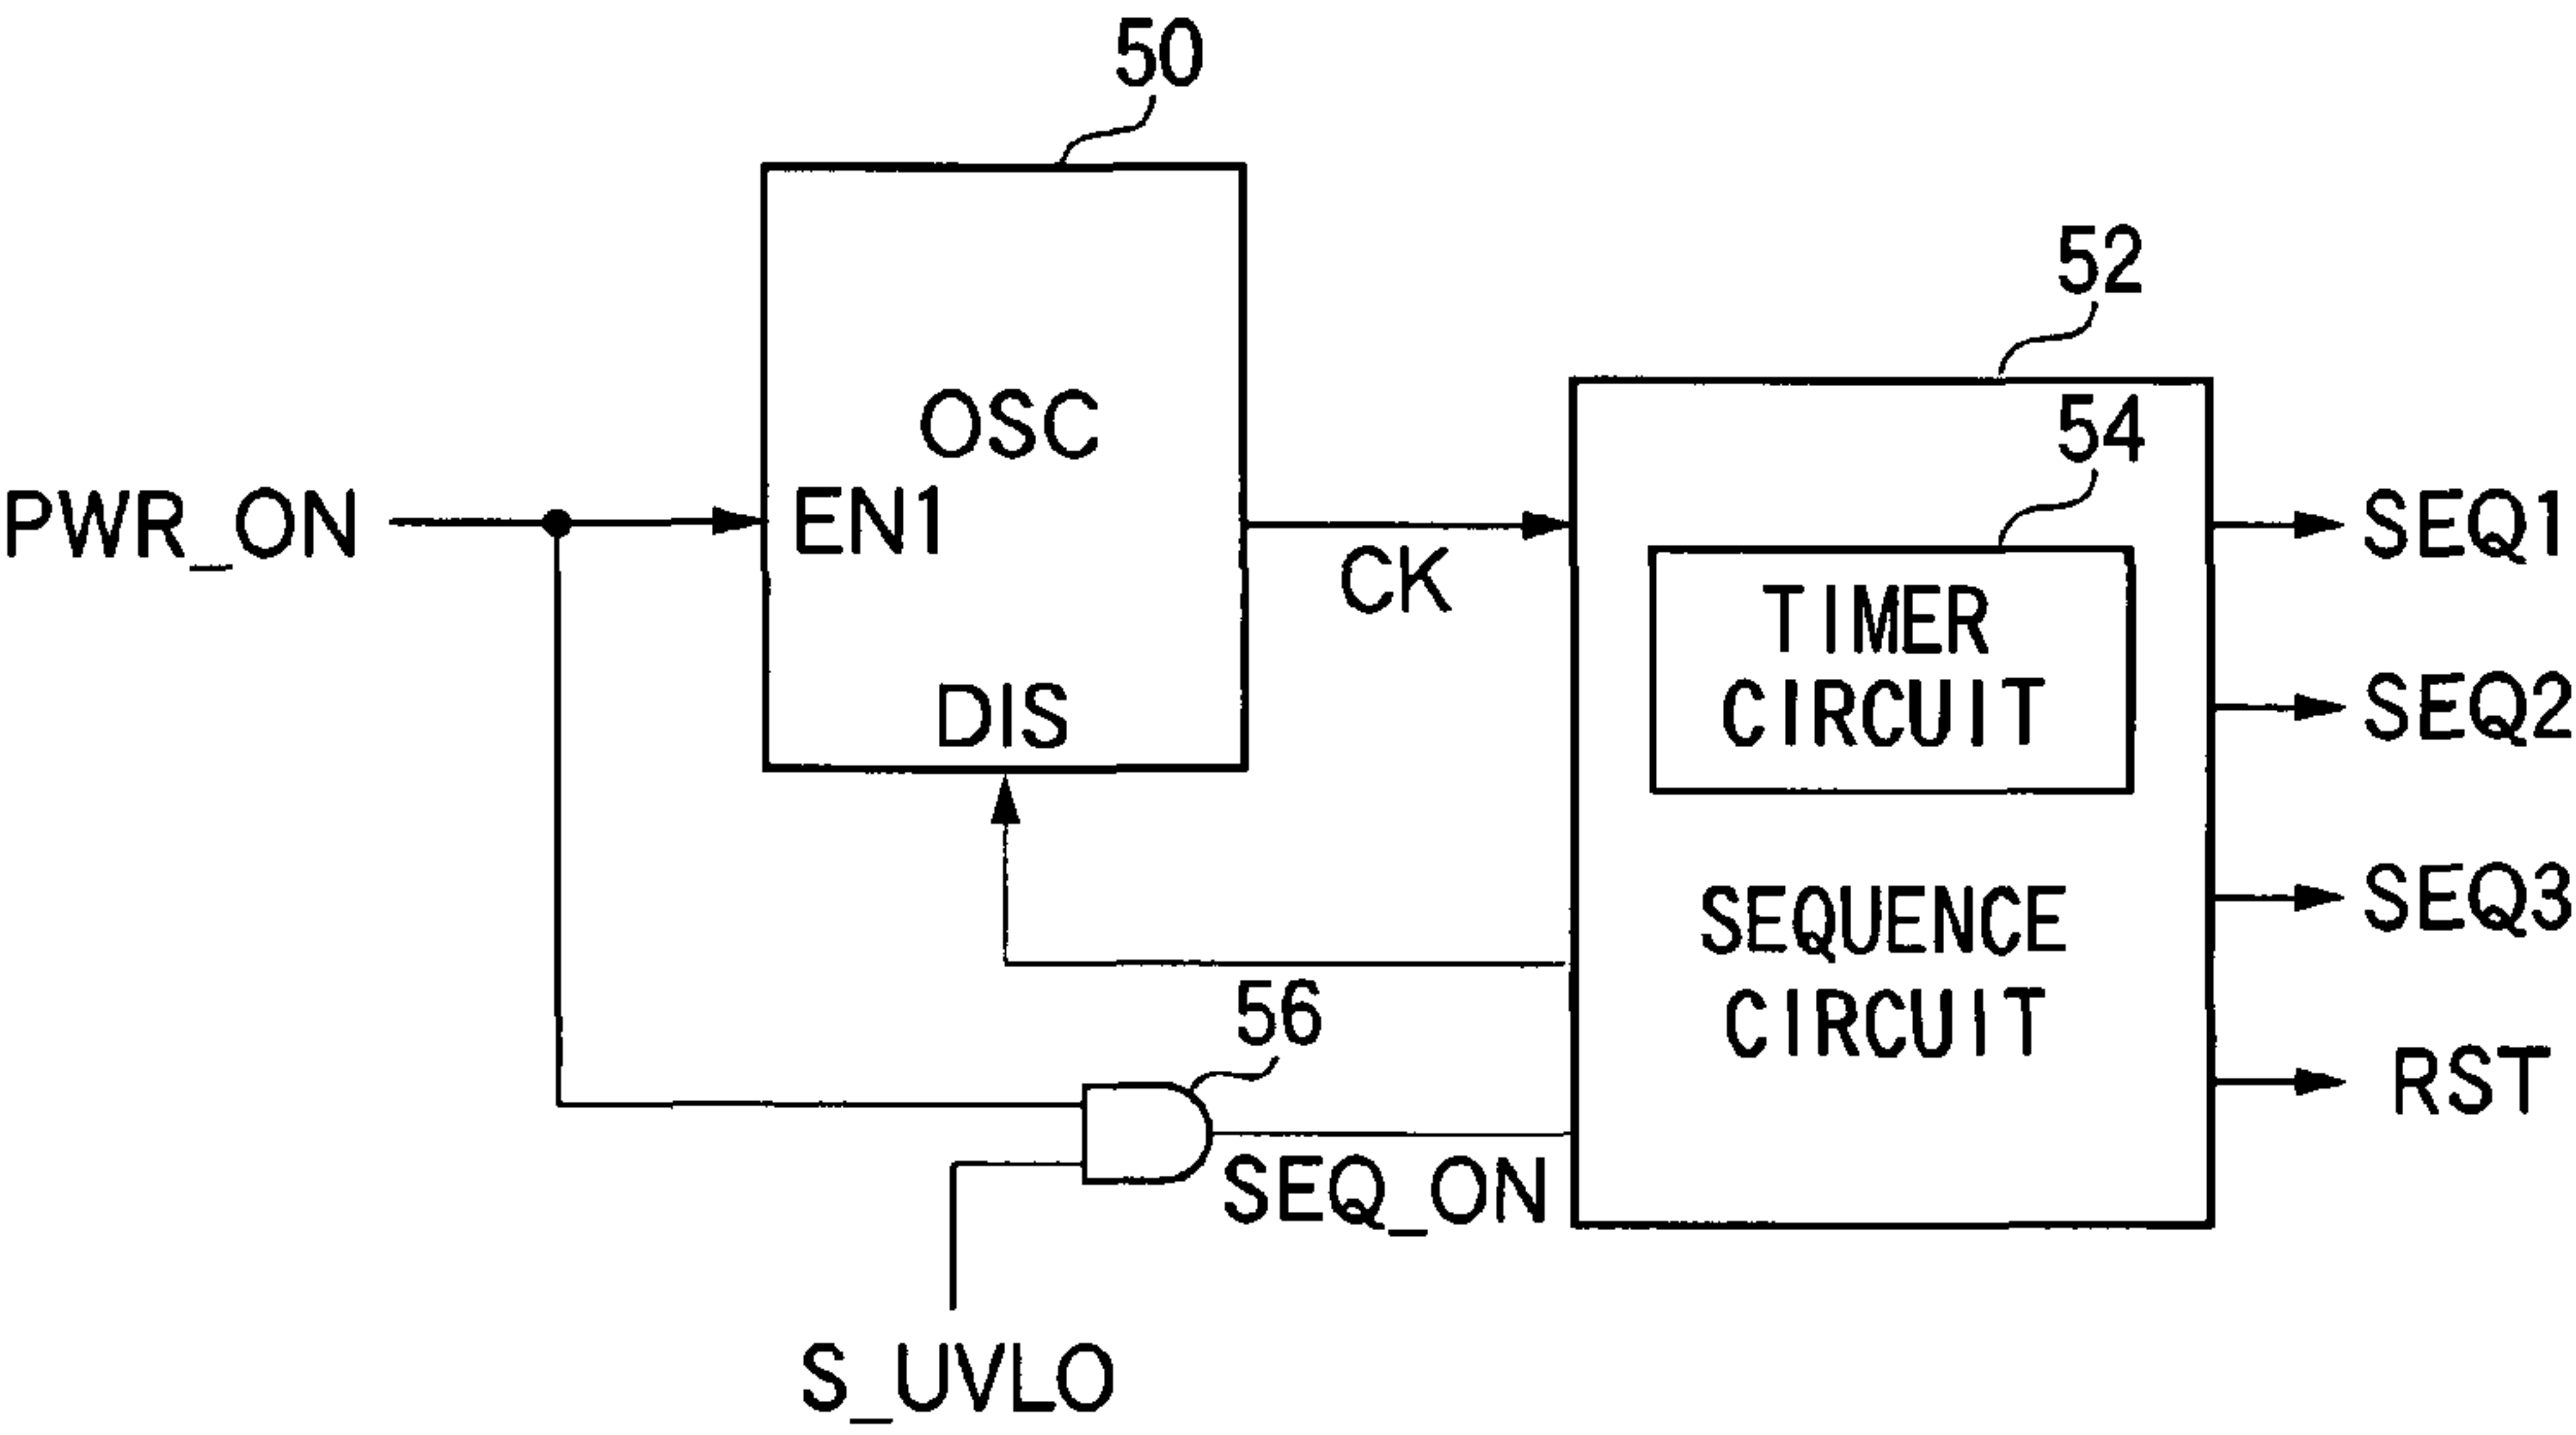 50
52
OSC
54
PWR_ON
EN1
CK
TIMER
CIRCUIT
SEQ1
SEQ2
DIS
SEQ3
SEQUENCE
CIRCUIT
56
RST
SEQ_ON
S_UVLO